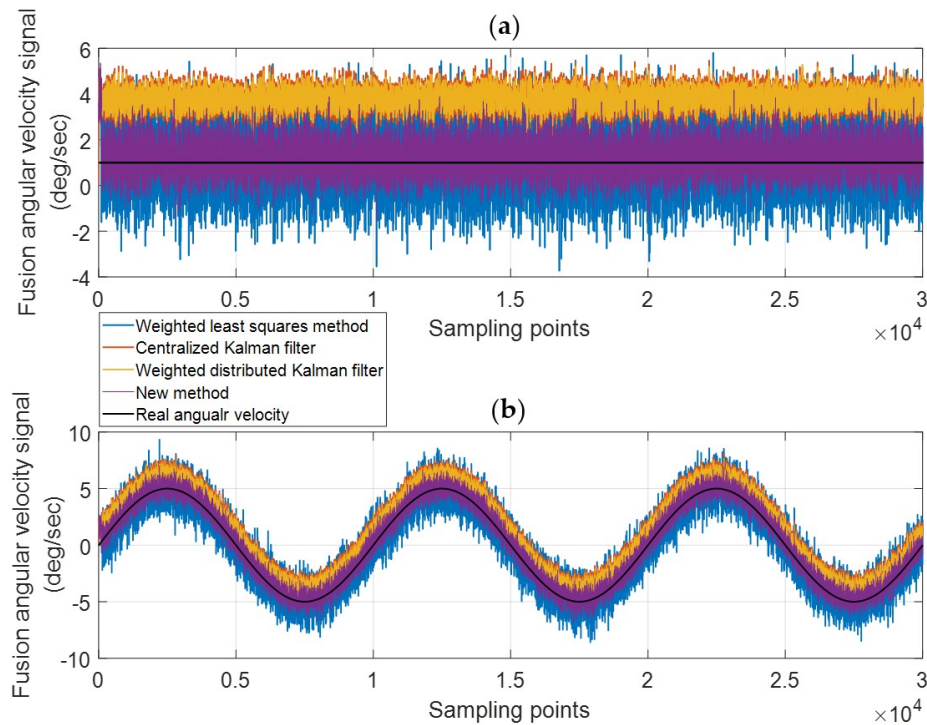 (a)
Fusion angular velocity signal
(deg/sec)
6
4
2
0
-2
-4
0 0.5 1 1.5 2 2.5 3
Sampling points
×10^4
Weighted least squares method
Centralized Kalman filter
Weighted distributed Kalman filter
New method
Real angualr velocity
(b)
Fusion angular velocity signal
(deg/sec)
10
5
0
-5
-10
0 0.5 1 1.5 2 2.5 3
Sampling points
×10^4